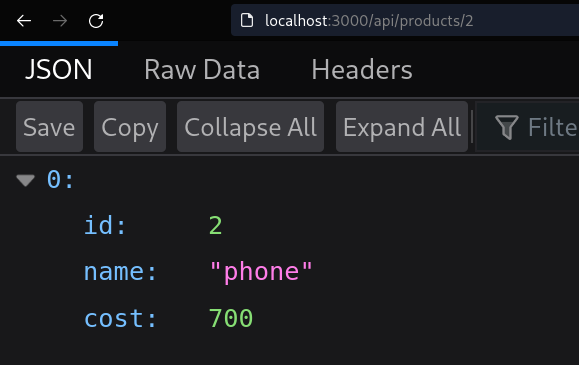 localhost:3000/api/products/2
JSON Raw Data Headers
Save Copy Collapse All Expand All Filte
0:
id: 2
name: "phone"
cost: 700